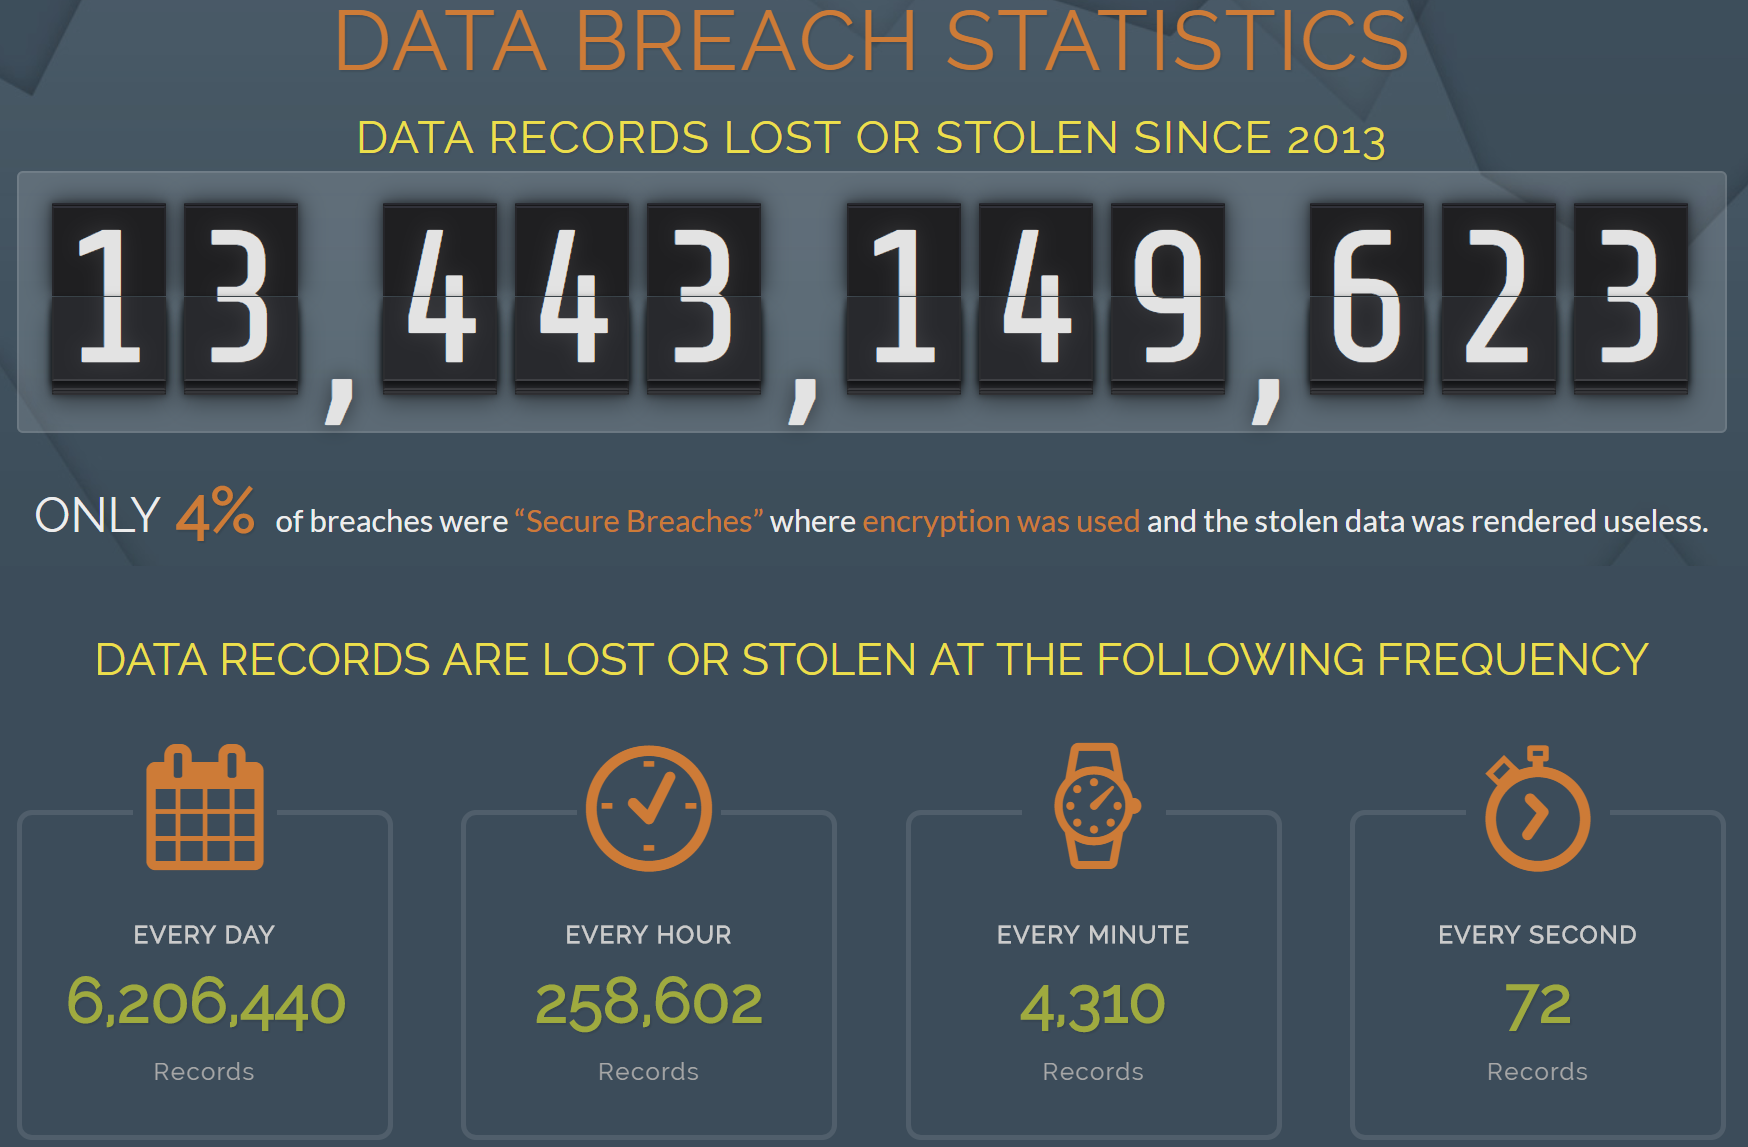 DATA BREACH STATISTICS
DATA RECORDS LOST OR STOLEN SINCE 2013
13,443,149,623
ONLY 4% of breaches were “Secure Breaches” where encryption was used and the stolen data was rendered useless.
DATA RECORDS ARE LOST OR STOLEN AT THE FOLLOWING FREQUENCY
EVERY DAY
6,206,440
Records
EVERY HOUR
258,602
Records
EVERY MINUTE
4,310
Records
EVERY SECOND
72
Records